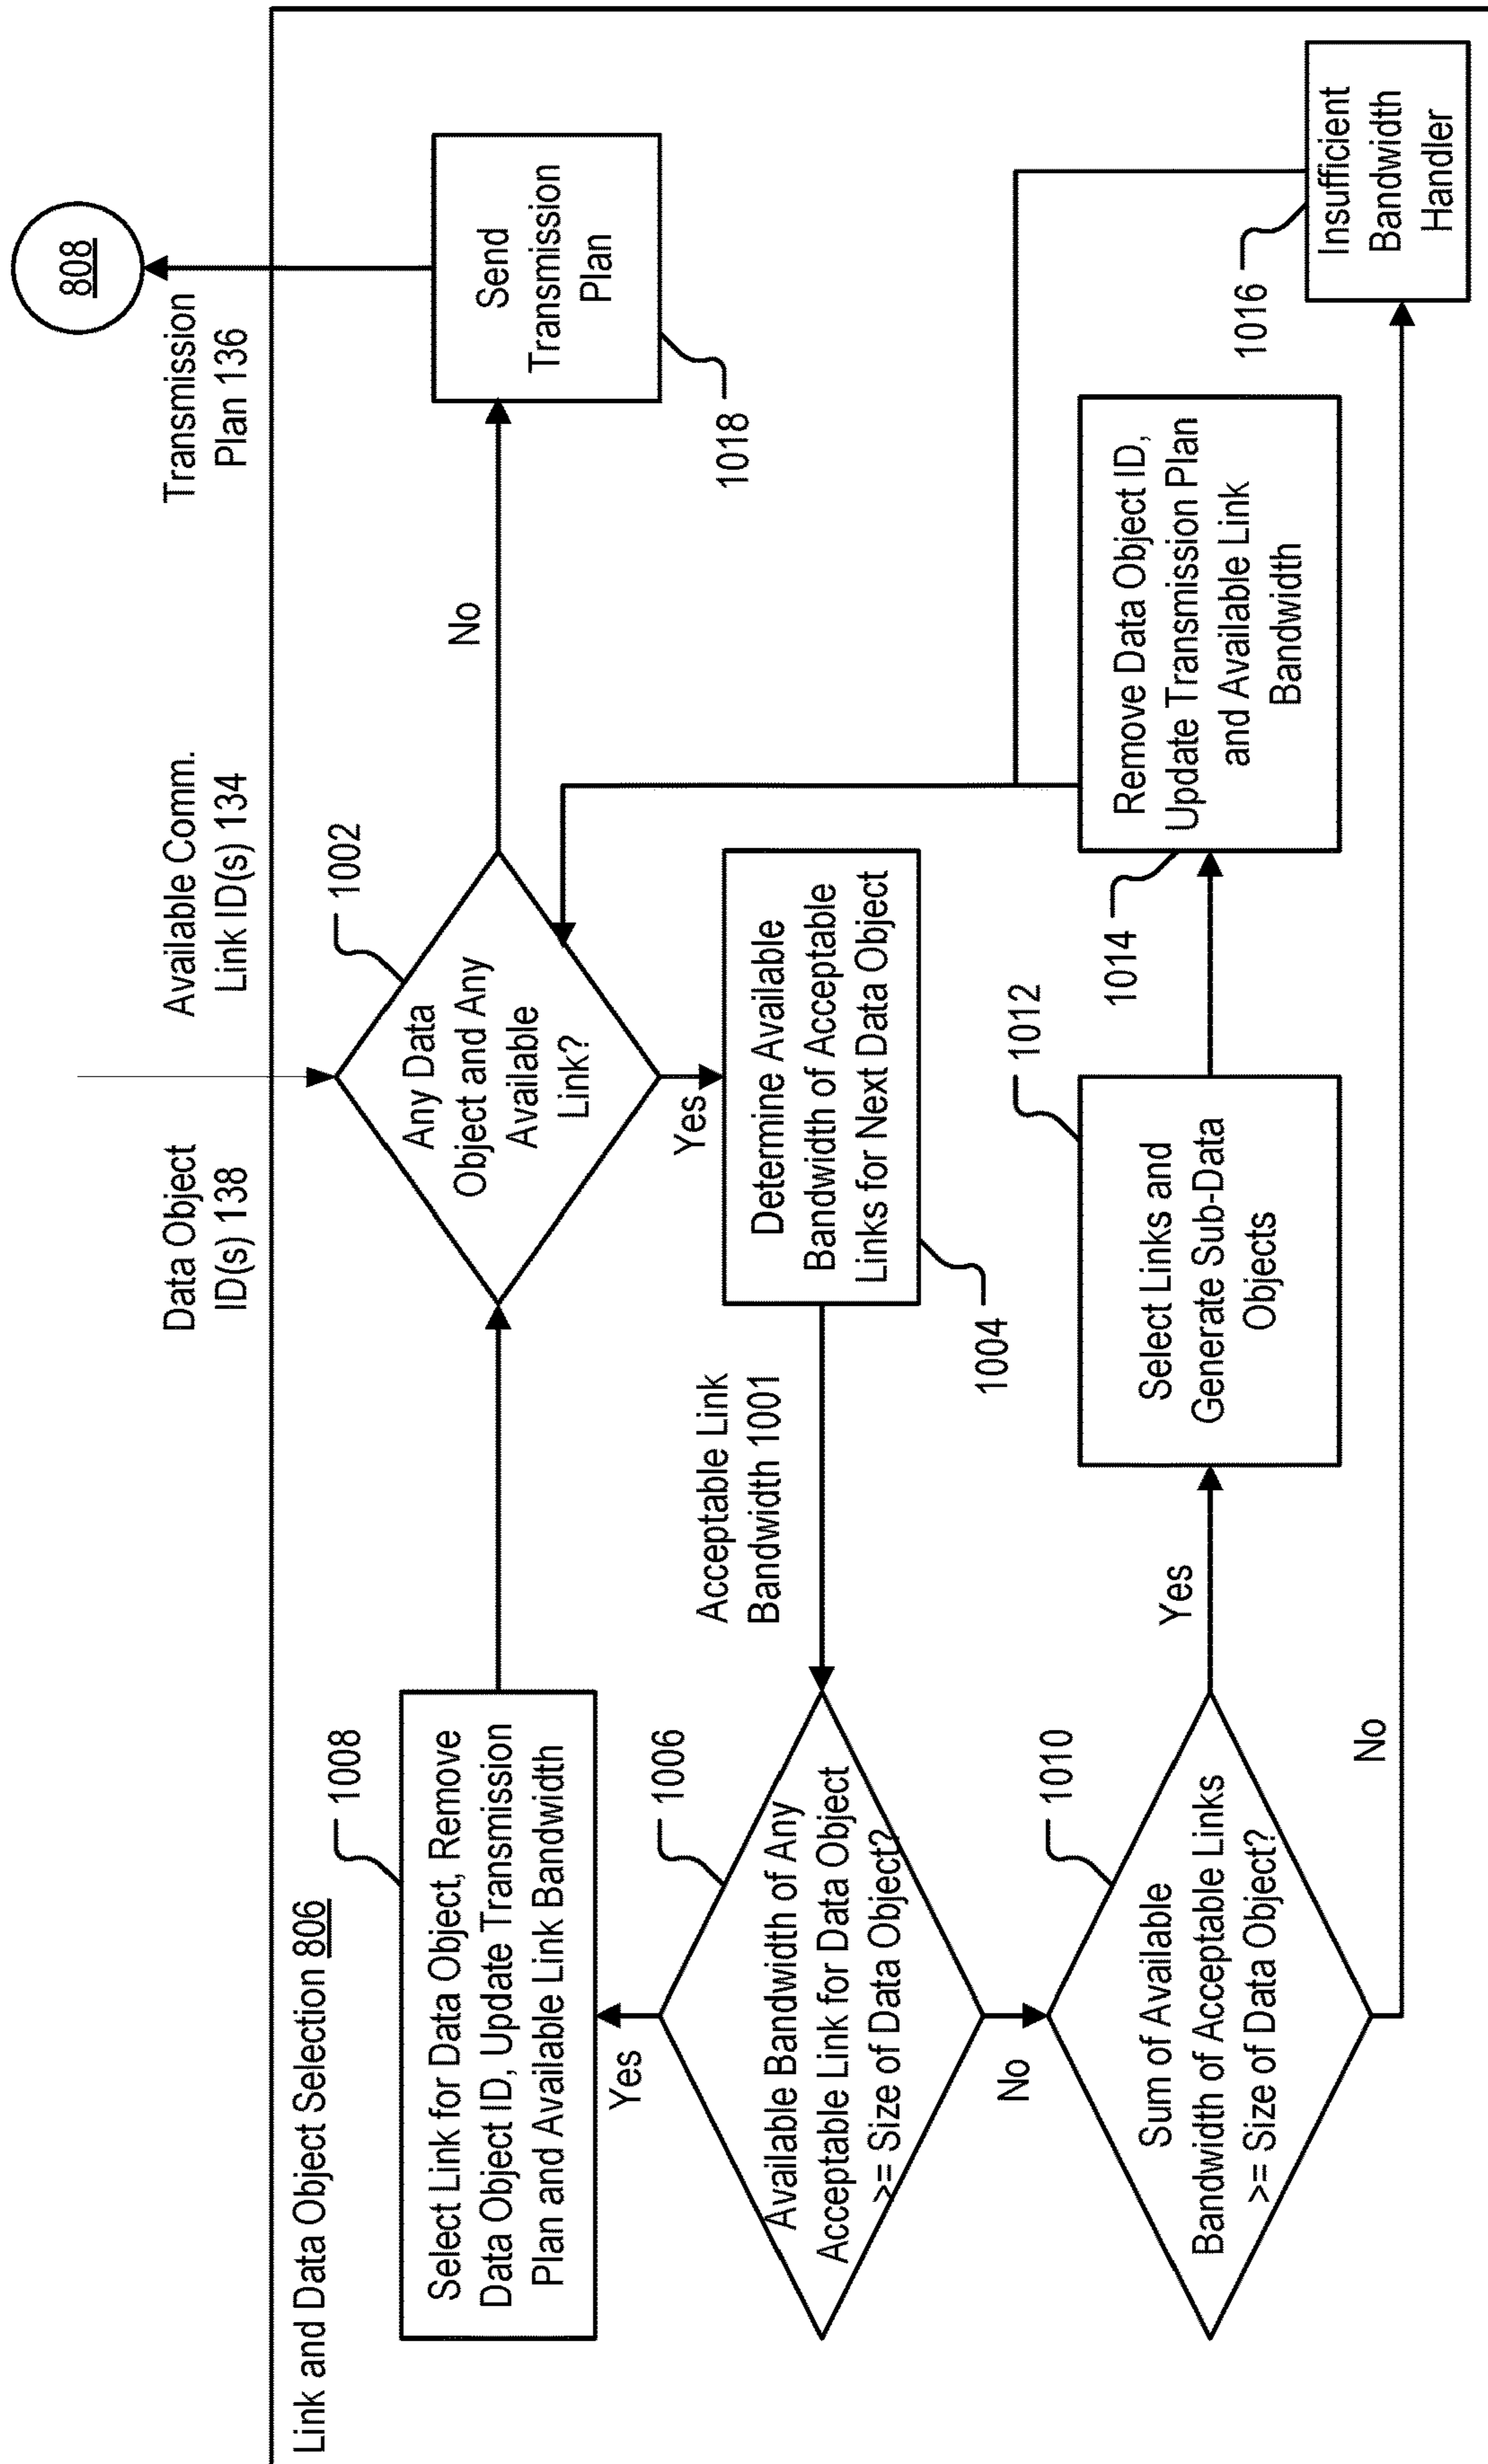 Data Object
ID(s) 138
Available Comm.
Link ID(s) 134
Transmission
Plan 136
808
Link and Data Object Selection 806
1008
Select Link for Data Object, Remove
Data Object ID, Update Transmission
Plan and Available Link Bandwidth
1002
Any Data
Object and Any
Available
Link?
No
Send
Transmission
Plan
1018
Yes
Yes
1006
Available Bandwidth of Any
Acceptable Link for Data Object
>= Size of Data Object?
Acceptable Link
Bandwidth 1001
Determine Available
Bandwidth of Acceptable
Links for Next Data Object
1004
No
1010
Sum of Available
Bandwidth of Acceptable Links
>= Size of Data Object?
Yes
1012
Select Links and
Generate Sub-Data
Objects
1014
Remove Data Object ID,
Update Transmission Plan
and Available Link
Bandwidth
1016
No
Insufficient
Bandwidth
Handler